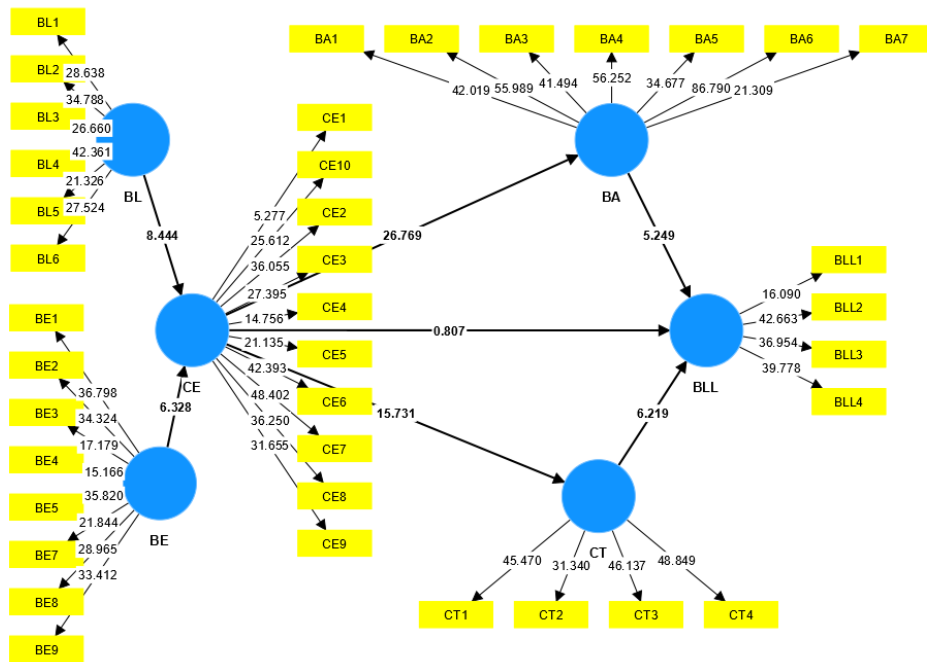 BL1
BL2
BL3
BL4
BL5
BL6
28.638
34.788
26.660
42.361
21.326
27.524
BL
8.444
BE1
BE2
BE3
BE4
BE5
BE7
BE8
BE9
36.798
34.324
17.179
15.166
35.820
21.844
28.965
33.412
BE
6.328
CE
CE1
CE10
CE2
CE3
CE4
CE5
CE6
CE7
CE8
CE9
5.277
25.612
36.055
27.395
14.756
21.135
42.393
48.402
36.250
31.655
26.769
0.807
15.731
BA1 BA2 BA3 BA4 BA5 BA6 BA7
42.019 55.989 41.494 56.252 34.677 86.790 21.309
BA
5.249
BLL1
BLL2
BLL3
BLL4
16.090
42.663
36.954
39.778
BLL
6.219
CT
45.470 31.340 46.137 48.849
CT1 CT2 CT3 CT4